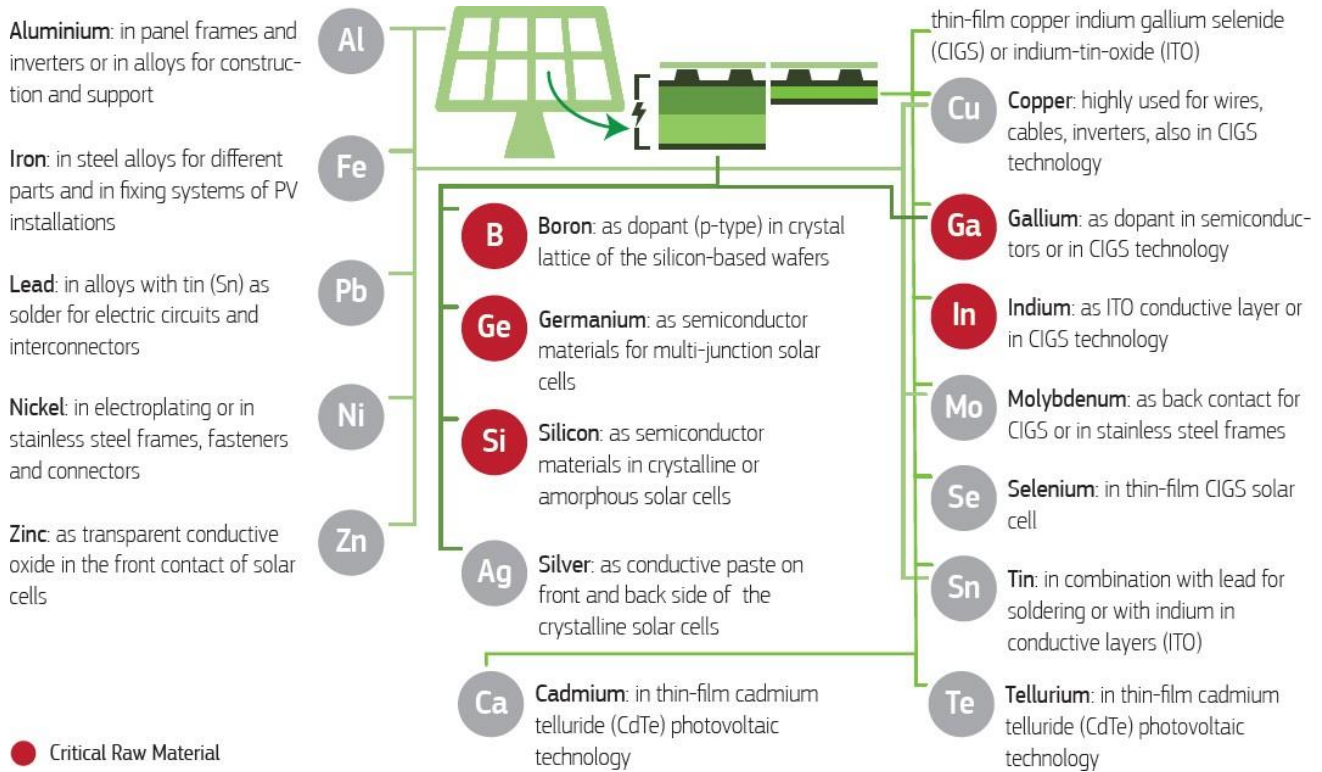 Aluminium: in panel frames and
inverters or in alloys for construc-
tion and support
Al
Iron: in steel alloys for different
parts and in fixing systems of PV
installations
Fe
Lead: in alloys with tin (Sn) as
solder for electric circuits and
interconnectors
Pb
Nickel: in electroplating or in
stainless steel frames, fasteners
and connectors
Ni
Zinc: as transparent conductive
oxide in the front contact of solar
cells
Zn
B
Boron: as dopant (p-type) in crystal
lattice of the silicon-based wafers
Ge
Germanium: as semiconductor
materials for multi-junction solar
cells
Si
Silicon: as semiconductor
materials in crystalline or
amorphous solar cells
Ag
Silver: as conductive paste on
front and back side of the
crystalline solar cells
Ca
Cadmium: in thin-film cadmium
telluride (CdTe) photovoltaic
technology
thin-film copper indium gallium selenide
(CIGS) or indium-tin-oxide (ITO)
Cu
Copper: highly used for wires,
cables, inverters, also in CIGS
technology
Ga
Gallium: as dopant in semiconduc-
tors or in CIGS technology
In
Indium: as ITO conductive layer or
in CIGS technology
Mo
Molybdenum: as back contact for
CIGS or in stainless steel frames
Se
Selenium: in thin-film CIGS solar
cell
Sn
Tin: in combination with lead for
soldering or with indium in
conductive layers (ITO)
Te
Tellurium: in thin-film cadmium
telluride (CdTe) photovoltaic
technology
Critical Raw Material